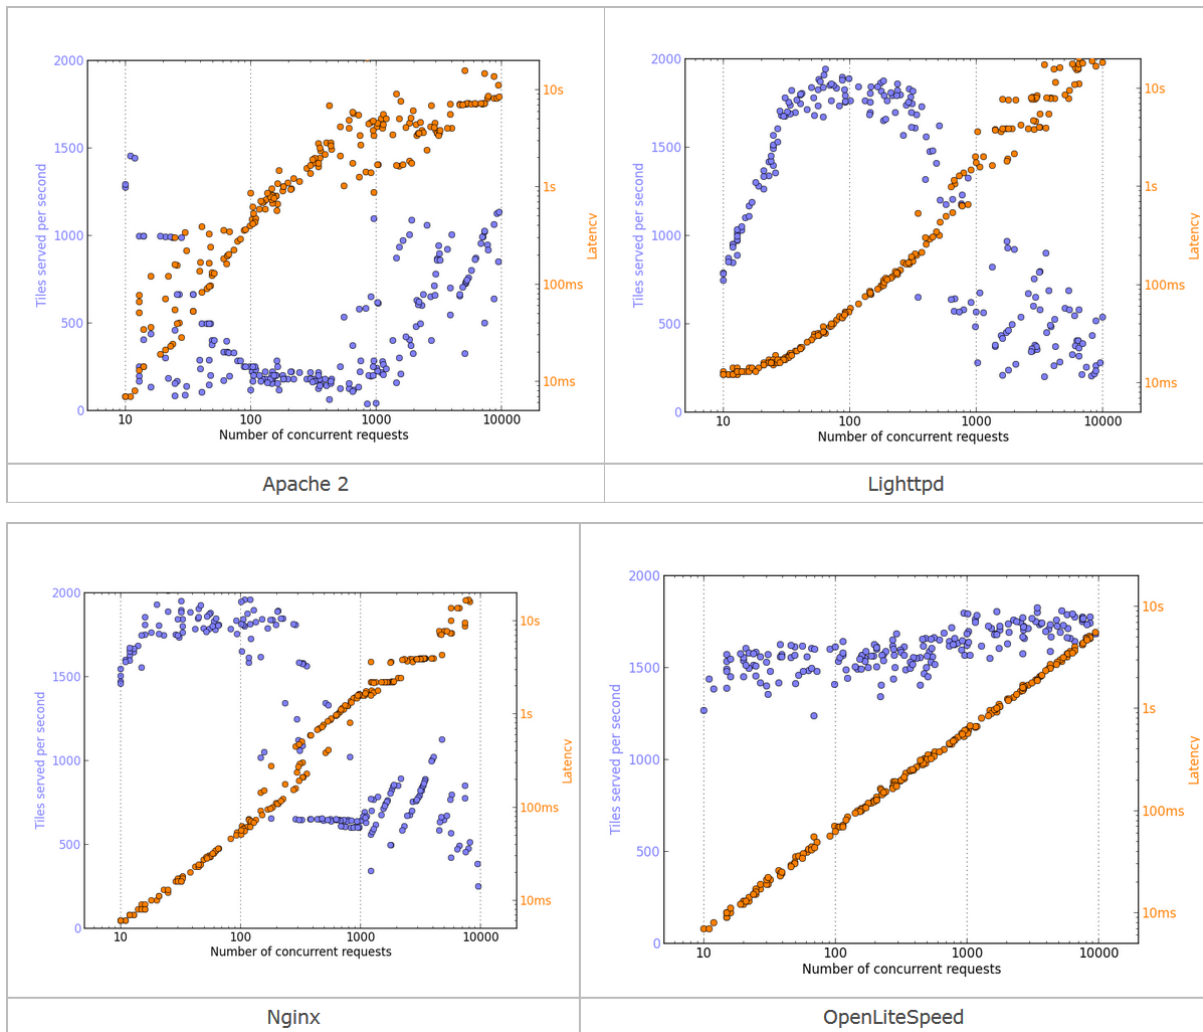 2000
1500
1000
500
0
Tiles served per second
10s
1s
100ms
10ms
Latency
10 100 1000 10000
Number of concurrent requests
Apache 2
2000
1500
1000
500
0
Tiles served per second
10s
1s
100ms
10ms
Latency
10 100 1000 10000
Number of concurrent requests
Lighttpd
2000
1500
1000
500
0
Tiles served per second
10s
1s
100ms
10ms
Latency
10 100 1000 10000
Number of concurrent requests
Nginx
2000
1500
1000
500
0
Tiles served per second
10s
1s
100ms
10ms
Latency
10 100 1000 10000
Number of concurrent requests
OpenLiteSpeed